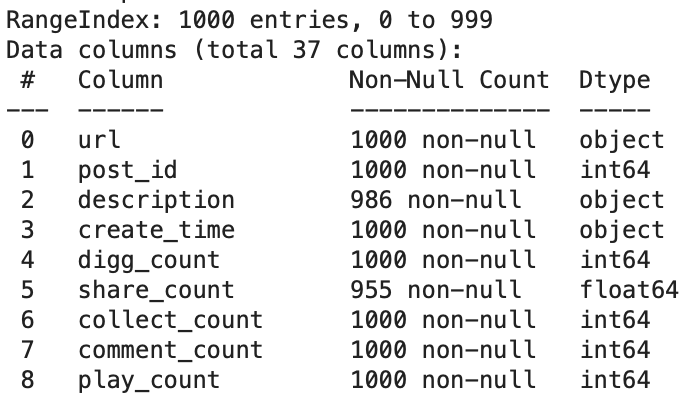 RangeIndex: 1000 entries, 0 to 999
Data columns (total 37 columns):
 #   Column             Non-Null Count  Dtype
---  ------             --------------  -----
 0   url                1000 non-null   object
 1   post_id            1000 non-null   int64
 2   description        986 non-null    object
 3   create_time        1000 non-null   object
 4   digg_count         1000 non-null   int64
 5   share_count        955 non-null    float64
 6   collect_count      1000 non-null   int64
 7   comment_count      1000 non-null   int64
 8   play_count         1000 non-null   int64